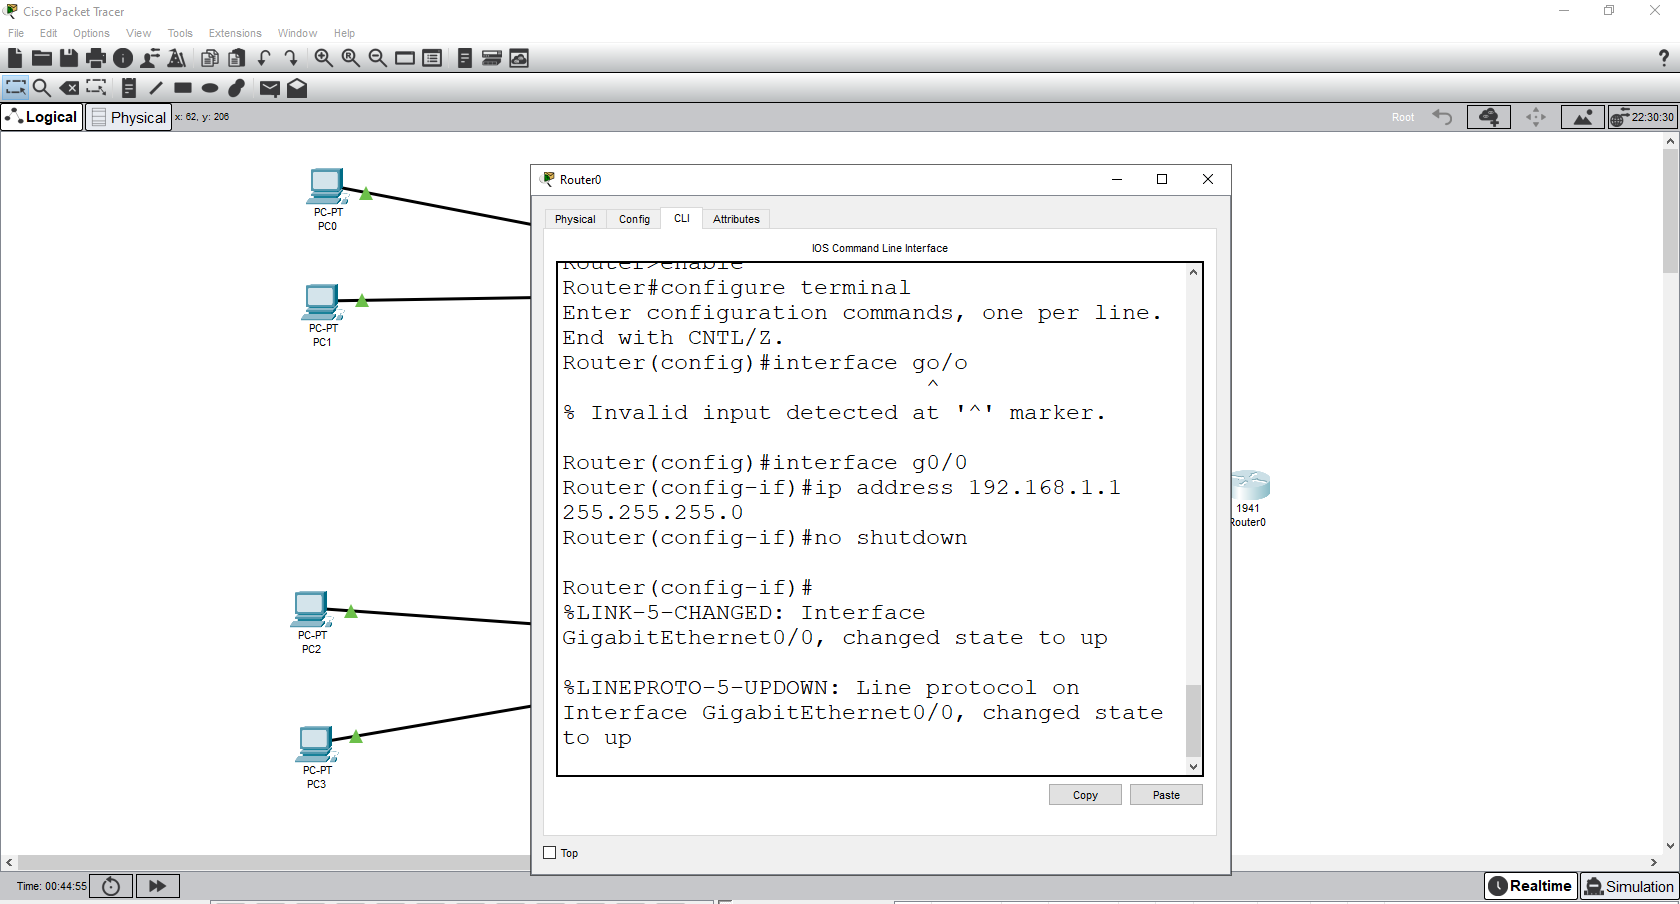 Cisco Packet Tracer
File Edit Options View Tools Extensions Window Help
?
Logical Physical x: 62, y: 206 Root 22:30:30
PC-PT
PC0
PC-PT
PC1
PC-PT
PC2
PC-PT
PC3
1941
Router0
Router0
Physical Config CLI Attributes
IOS Command Line Interface
Router>enable
Router#configure terminal
Enter configuration commands, one per line.
End with CNTL/Z.
Router(config)#interface go/o
^
% Invalid input detected at '^' marker.
Router(config)#interface g0/0
Router(config-if)#ip address 192.168.1.1
255.255.255.0
Router(config-if)#no shutdown
Router(config-if)#
%LINK-5-CHANGED: Interface
GigabitEthernet0/0, changed state to up
%LINEPROTO-5-UPDOWN: Line protocol on
Interface GigabitEthernet0/0, changed state
to up
Copy Paste
Top
Time: 00:44:55 Realtime Simulation